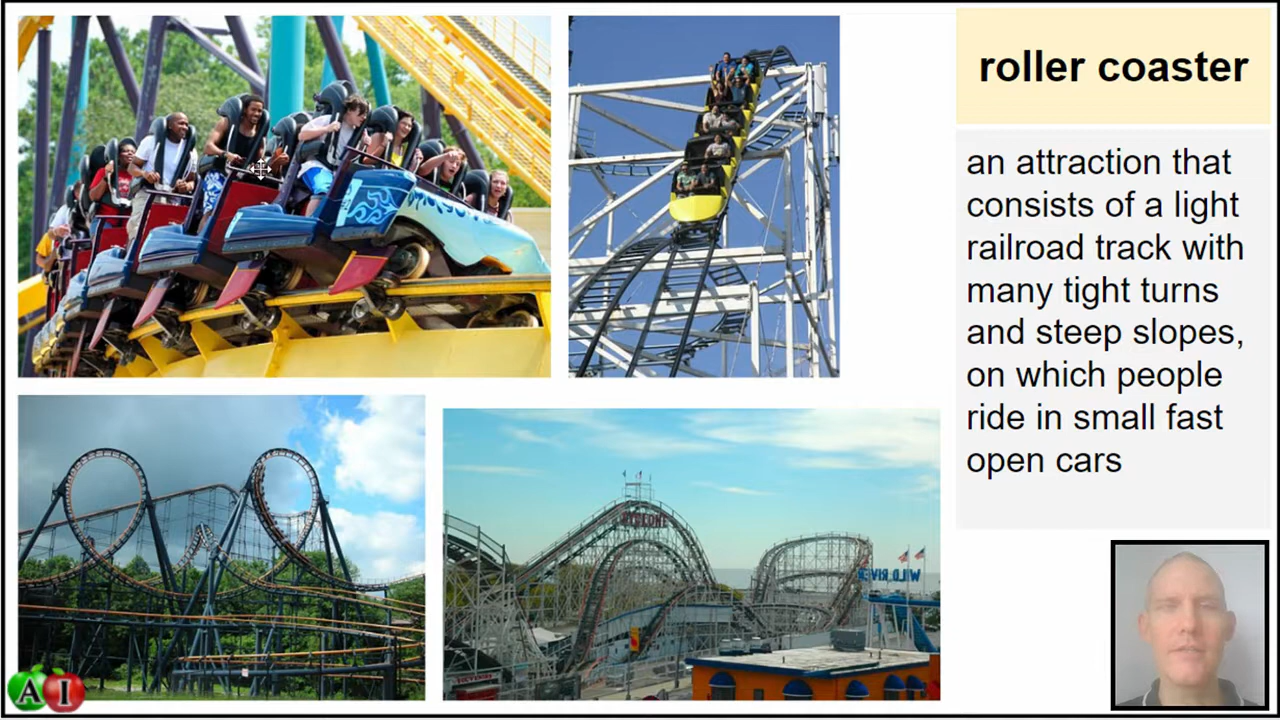 roller coaster
an attraction that
consists of a light
railroad track with
many tight turns
and steep slopes,
on which people
ride in small fast
open cars
CYCLONE
WILD RIVER
A I